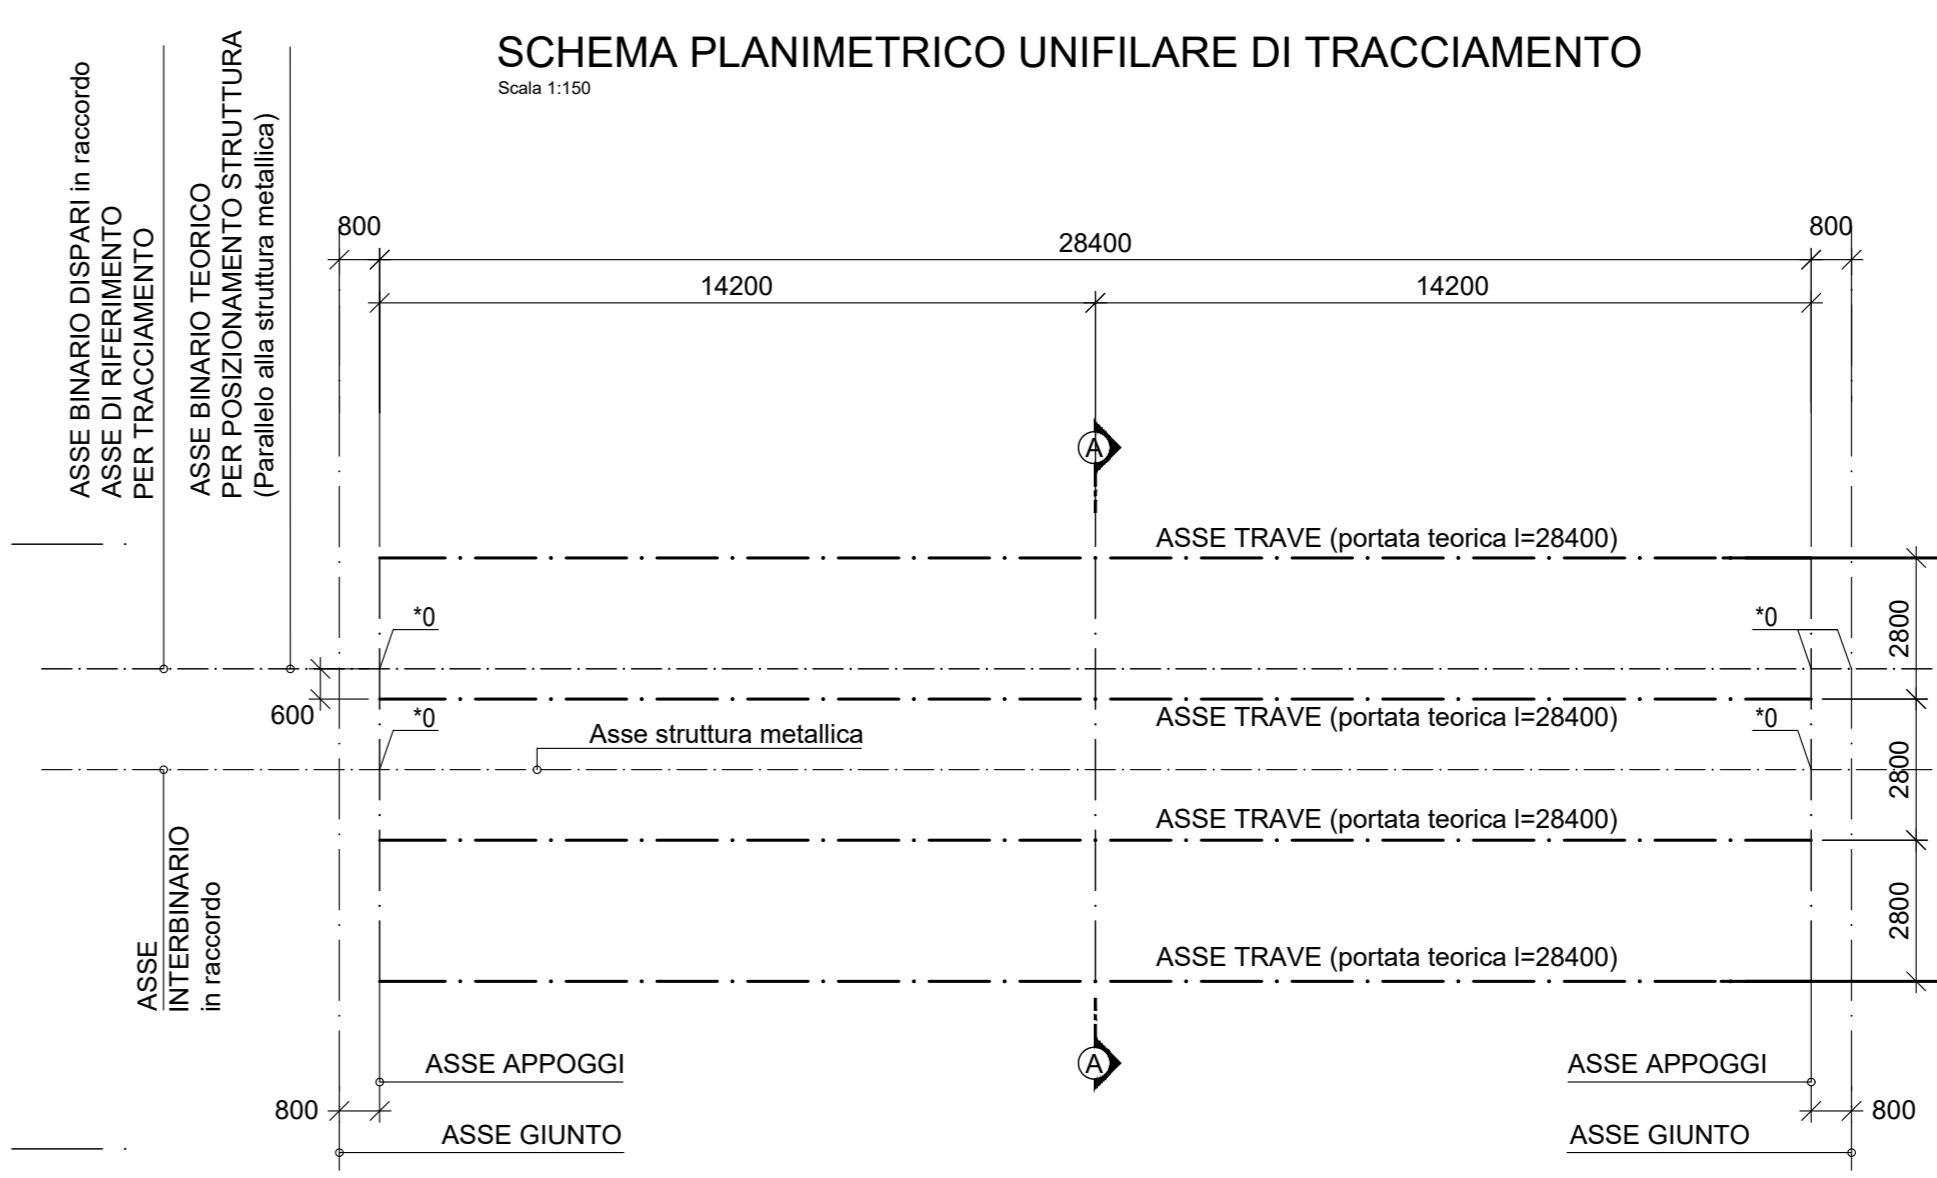 SCHEMA PLANIMETRICO UNIFILARE DI TRACCIAMENTO
Scala 1:150
ASSE BINARIO DISPARI in raccordo
ASSE DI RIFERIMENTO
PER TRACCIAMENTO
ASSE BINARIO TEORICO
PER POSIZIONAMENTO STRUTTURA
(Parallelo alla struttura metallica)
800
28400
800
14200
14200
A
ASSE TRAVE (portata teorica l=28400)
*0
*0
2800
600
*0
ASSE TRAVE (portata teorica l=28400)
*0
Asse struttura metallica
2800
ASSE TRAVE (portata teorica l=28400)
ASSE
INTERBINARIO
in raccordo
2800
ASSE TRAVE (portata teorica l=28400)
ASSE APPOGGI
A
ASSE APPOGGI
800
800
ASSE GIUNTO
ASSE GIUNTO